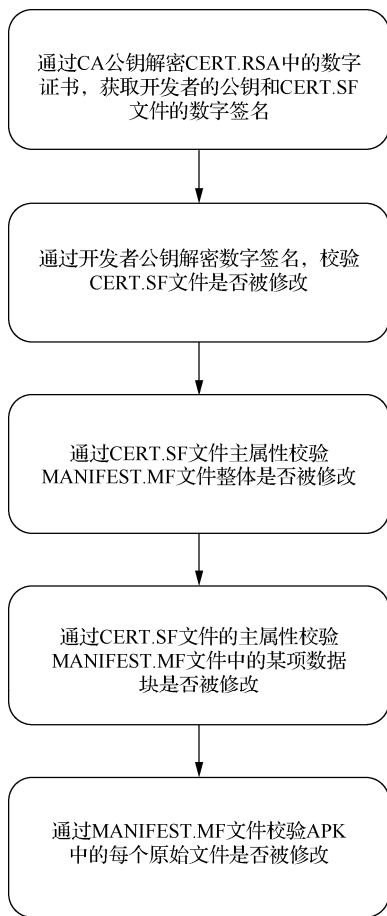 通过CA公钥解密CERT.RSA中的数字
证书，获取开发者的公钥和CERT.SF
文件的数字签名
通过开发者公钥解密数字签名，校验
CERT.SF文件是否被修改
通过CERT.SF文件主属性校验
MANIFEST.MF文件整体是否被修改
通过CERT.SF文件的主属性校验
MANIFEST.MF文件中的某项数据
块是否被修改
通过MANIFEST.MF文件校验APK
中的每个原始文件是否被修改